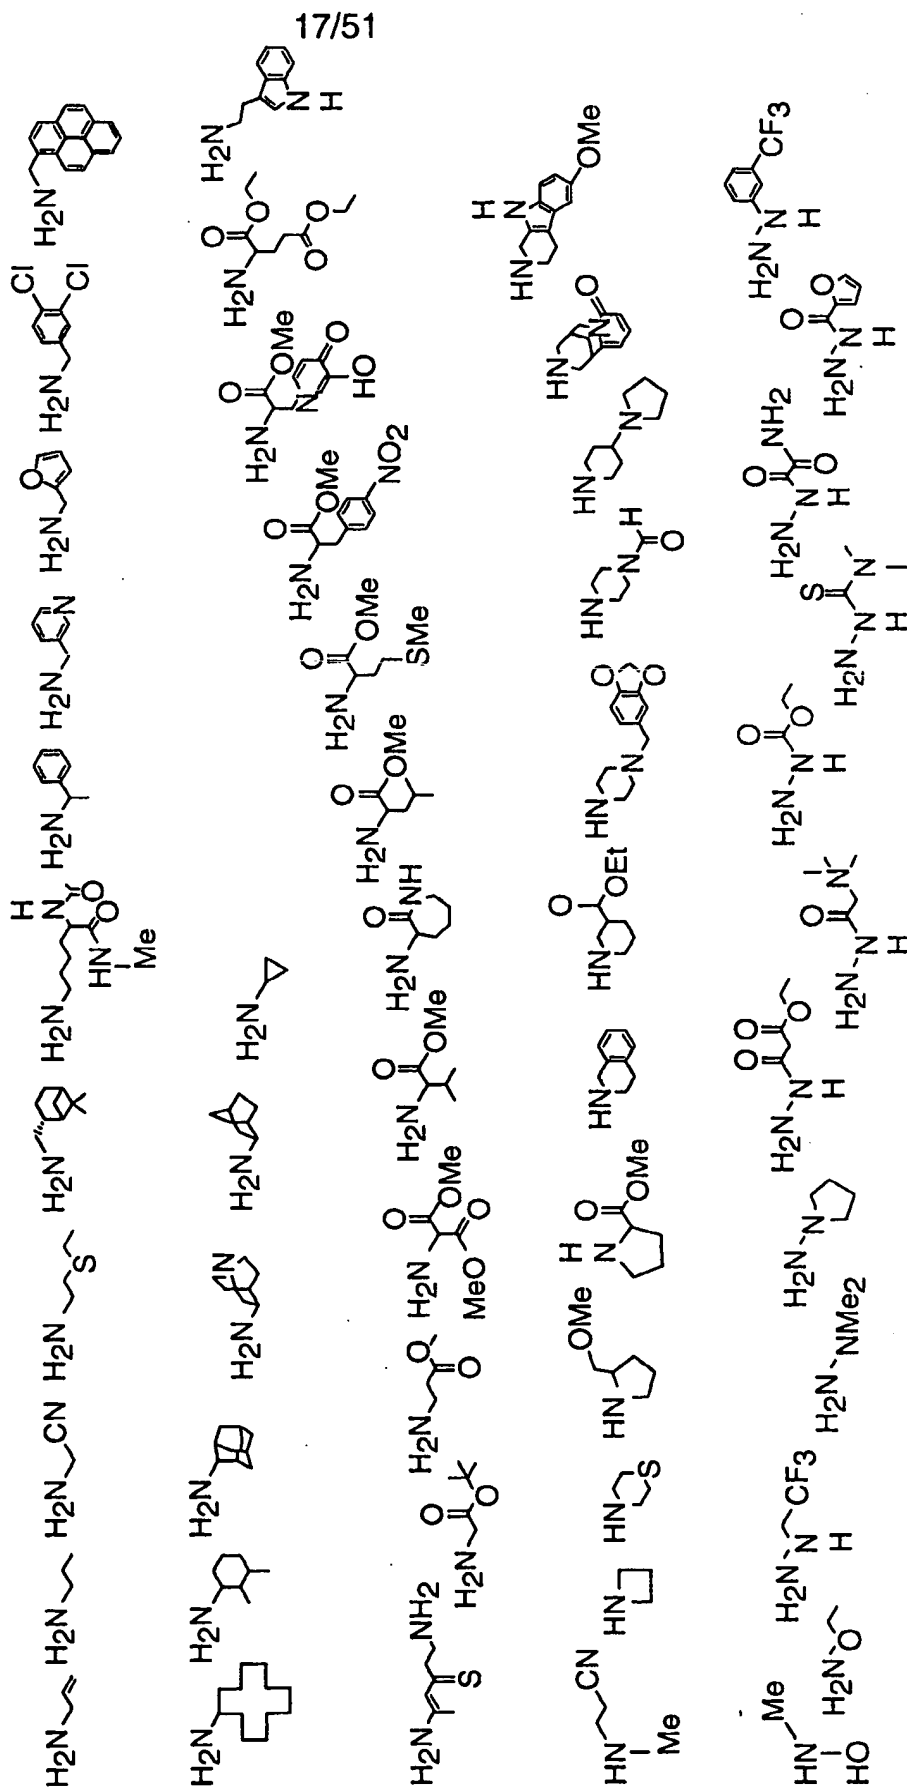 17/51
H2N
H2N
H2N CN
H2N S
H2N
H2N H N O O HN Me
H2N
H2N N
H2N O
H2N Cl Cl
H2N
H2N
H2N
H2N
H2N N
H2N
H2N
H2N S NH2
H2N O O
H2N O O
H2N O OMe MeO O
H2N O OMe
H2N O NH
H2N O OMe
H2N O OMe SMe
H2N O OMe NO2
H2N O OMe N O HO
H2N O O O O
H2N N H
HN Me CN
HN
HN S
HN OMe
H N O OMe
HN
HN O OEt
HN N O O
HN N H O
HN N
HN N O
HN H N OMe
HN Me HO
H2N O
H2N N H CF3
H2N NMe2
H2N N
H2N N H O O O
H2N N H O N
H2N N H O O
H2N N H S N
H2N N H O O NH2
H2N N H O O
H2N N H CF3